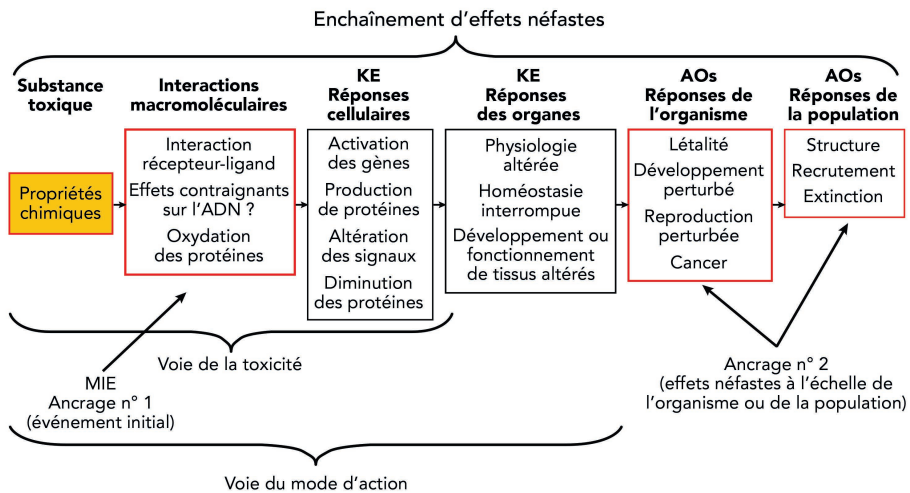 Enchaînement d'effets néfastes
Substance
toxique
Interactions
macromoléculaires
KE
Réponses
cellulaires
KE
Réponses
des organes
AOs
Réponses de
l'organisme
AOs
Réponses de
la population
Propriétés
chimiques
Interaction
récepteur-ligand
Effets contraignants
sur l'ADN ?
Oxydation
des protéines
Activation
des gènes
Production
de protéines
Altération
des signaux
Diminution
des protéines
Physiologie
altérée
Homéostasie
interrompue
Développement ou
fonctionnement
de tissus altérés
Létalité
Développement
perturbé
Reproduction
perturbée
Cancer
Structure
Recrutement
Extinction
Voie de la toxicité
MIE
Ancrage n° 1
(événement initial)
Ancrage n° 2
(effets néfastes à l'échelle de
l'organisme ou de la population)
Voie du mode d'action